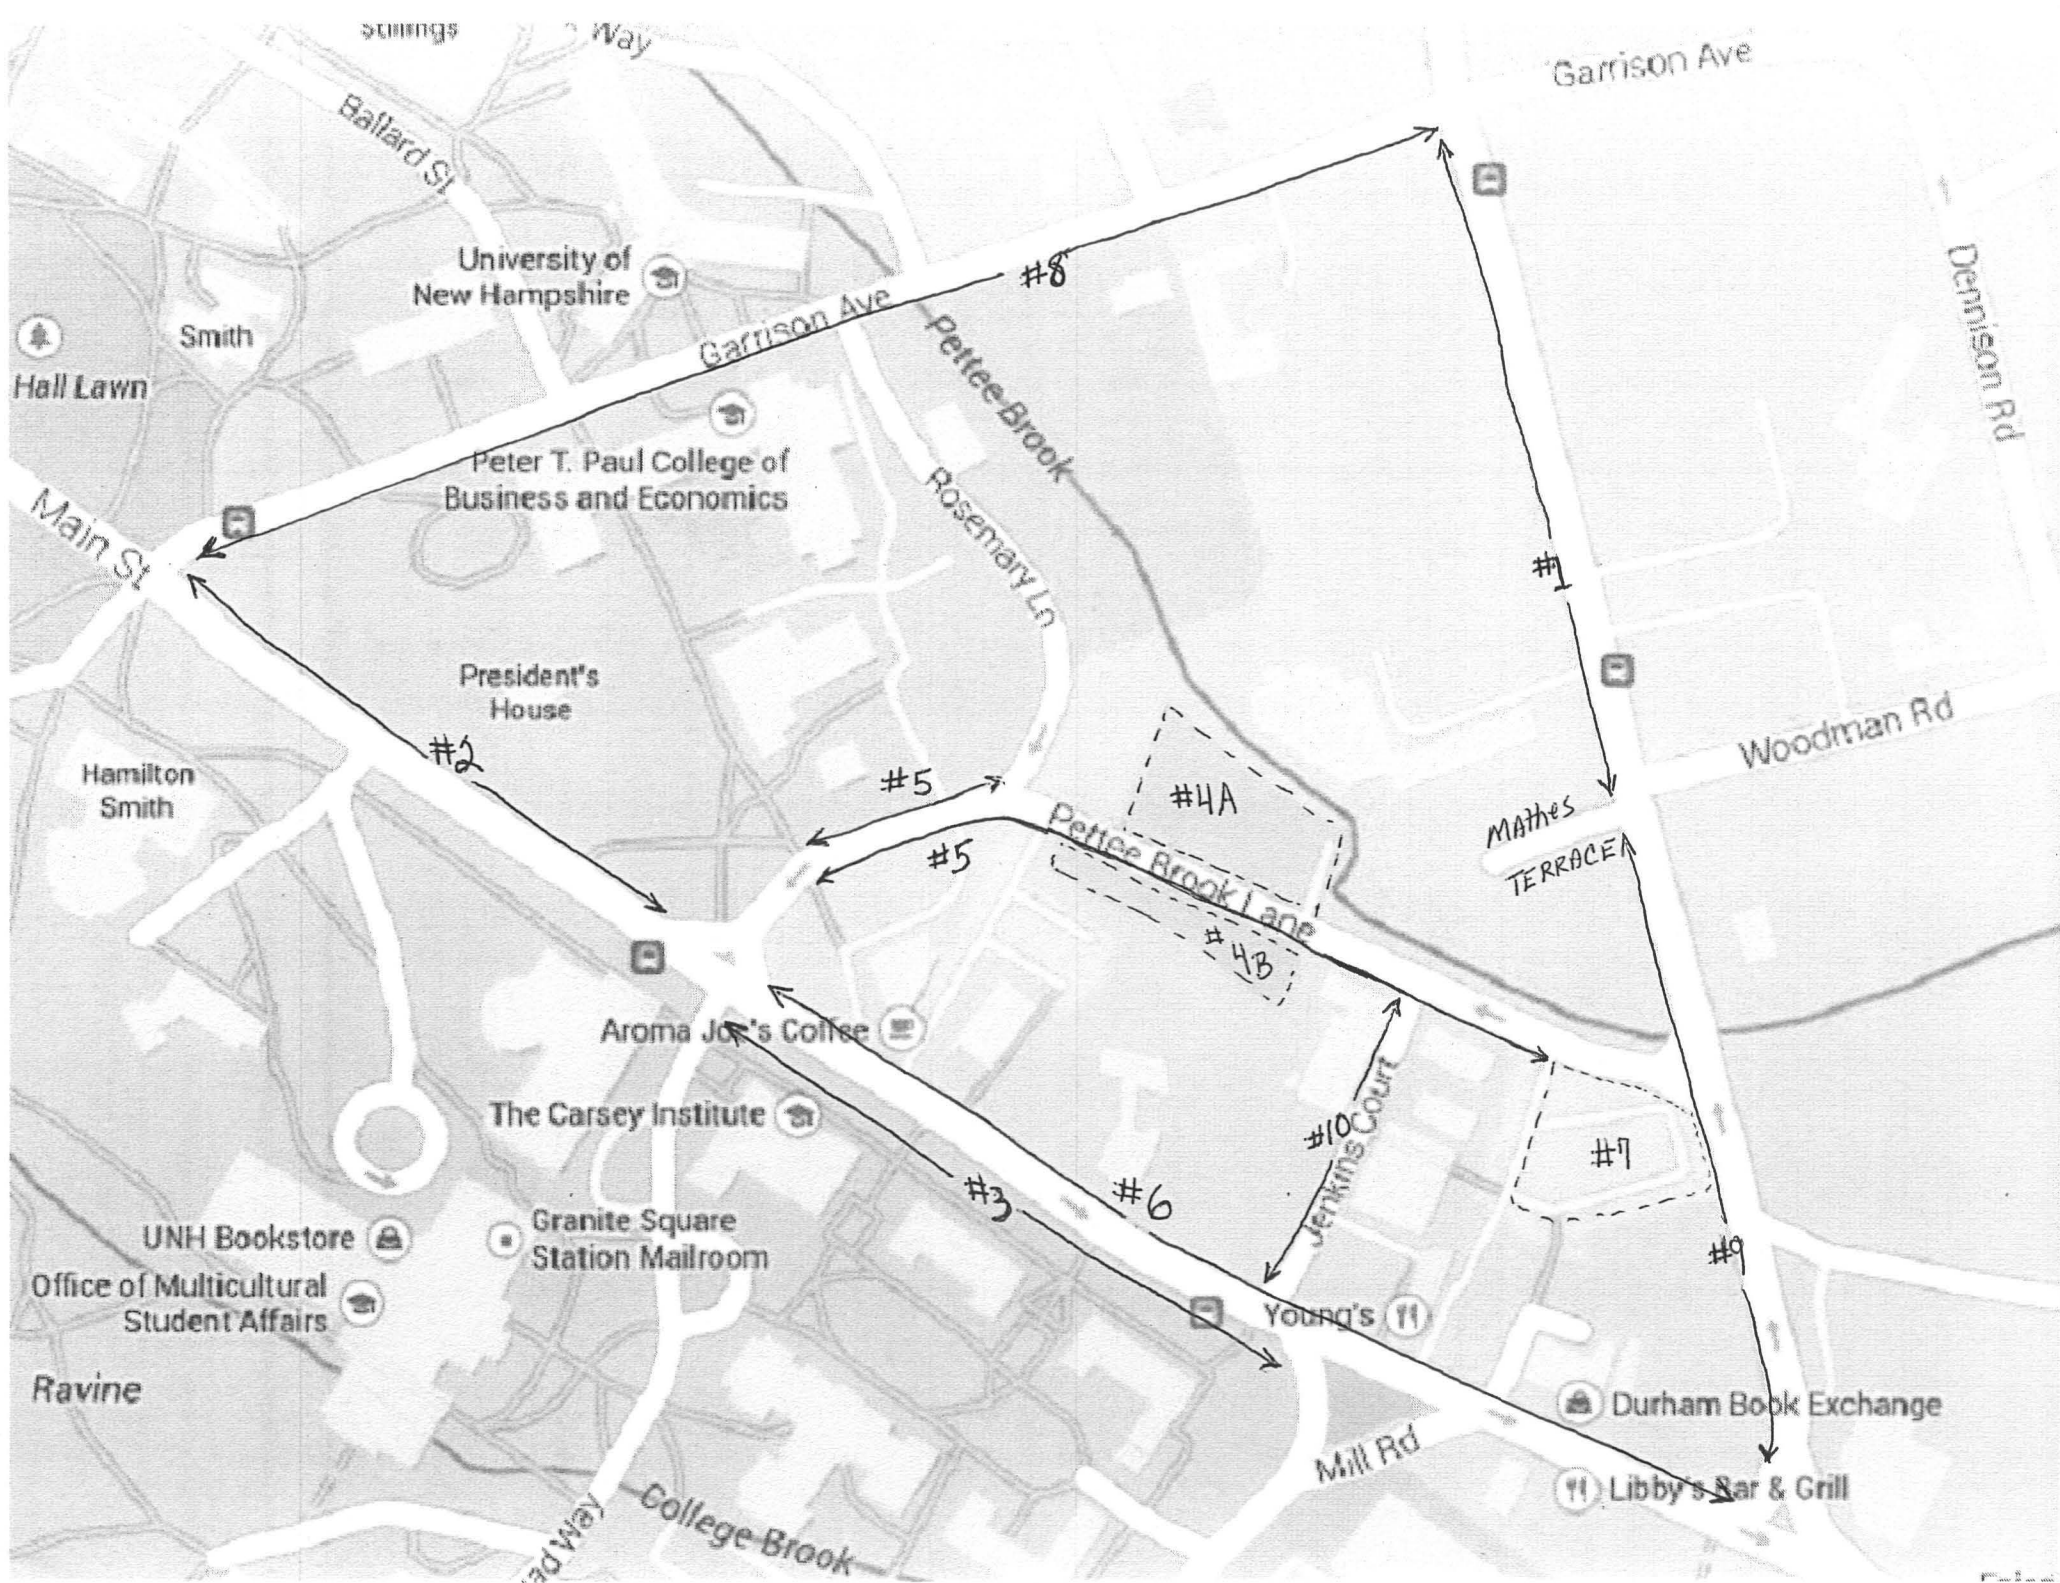 Stillings
Way
Garrison Ave
Ballard St
University of
New Hampshire
Smith
Hall Lawn
#8
Garrison Ave
Pettee Brook
Dennison Rd
Peter T. Paul College of
Business and Economics
Main St
Rosemary Ln
#1
President's
House
#2
Hamilton
Smith
Woodman Rd
#5
#4A
Mathes
TERRACE
#5
Pettee Brook Lane
#4B
Aroma Joe's Coffee
The Carsey Institute
#10
Jenkins Court
#7
#3
#6
UNH Bookstore
Granite Square
Station Mailroom
#9
Office of Multicultural
Student Affairs
Young's
Ravine
Durham Book Exchange
Mill Rd
Libby's Bar & Grill
College Brook